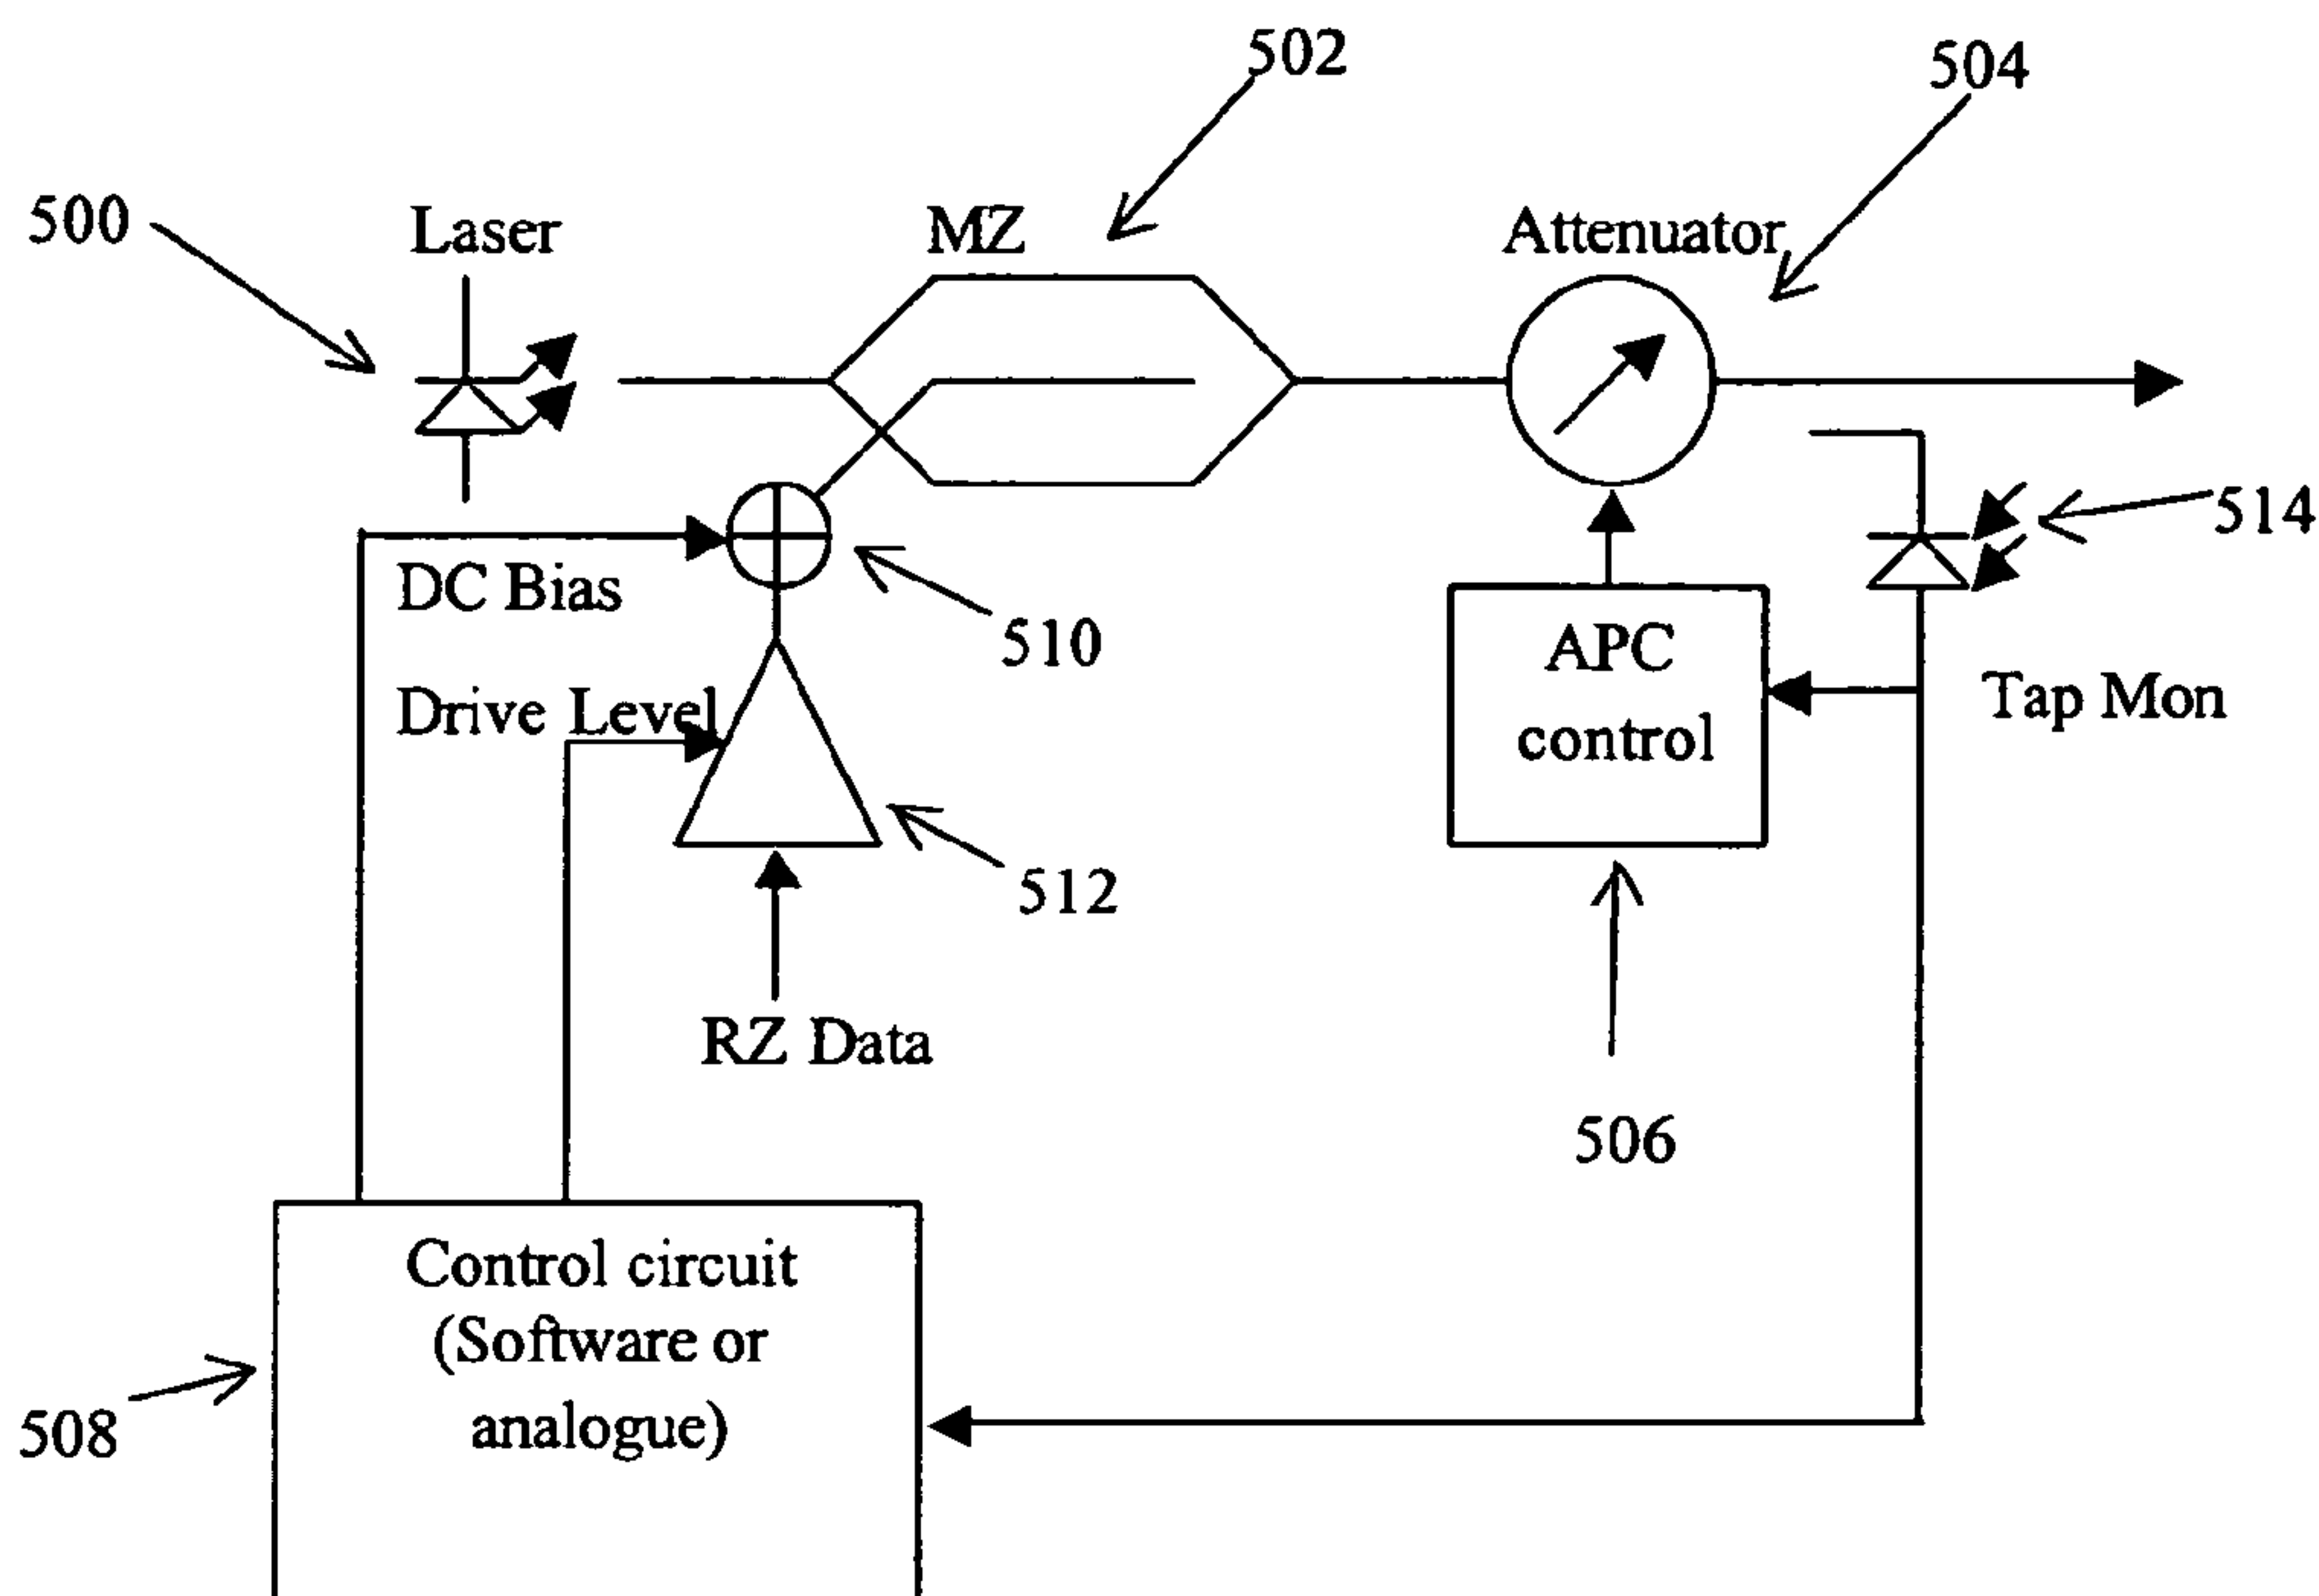 502
504
500
Laser
MZ
Attenuator
514
DC Bias
510
APC
control
Drive Level
Tap Mon
512
RZ Data
506
Control circuit
(Software or
analogue)
508